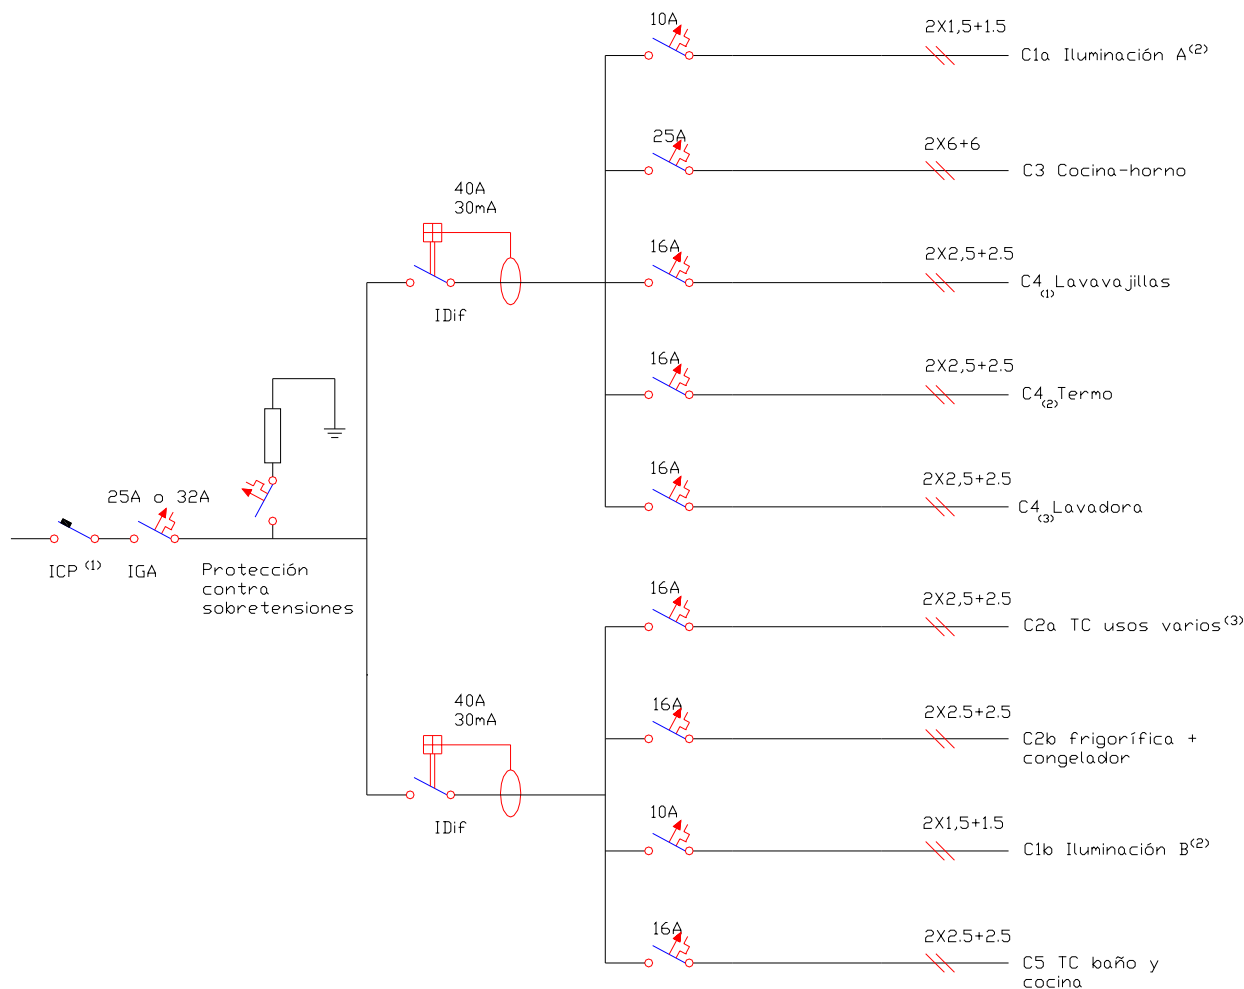 10A
2X1,5+1.5
C1a Iluminación A(2)
25A
2X6+6
C3 Cocina-horno
40A
30mA
IDif
16A
2X2,5+2.5
C4(1)Lavavajillas
16A
2X2,5+2.5
C4(2)Termo
16A
2X2,5+2.5
C4(3)Lavadora
25A o 32A
ICP (1)
IGA
Protección
contra
sobretensiones
16A
2X2,5+2.5
C2a TC usos varios(3)
40A
30mA
IDif
16A
2X2.5+2.5
C2b frigorífica +
congelador
10A
2X1,5+1.5
C1b Iluminación B(2)
16A
2X2.5+2.5
C5 TC baño y
cocina